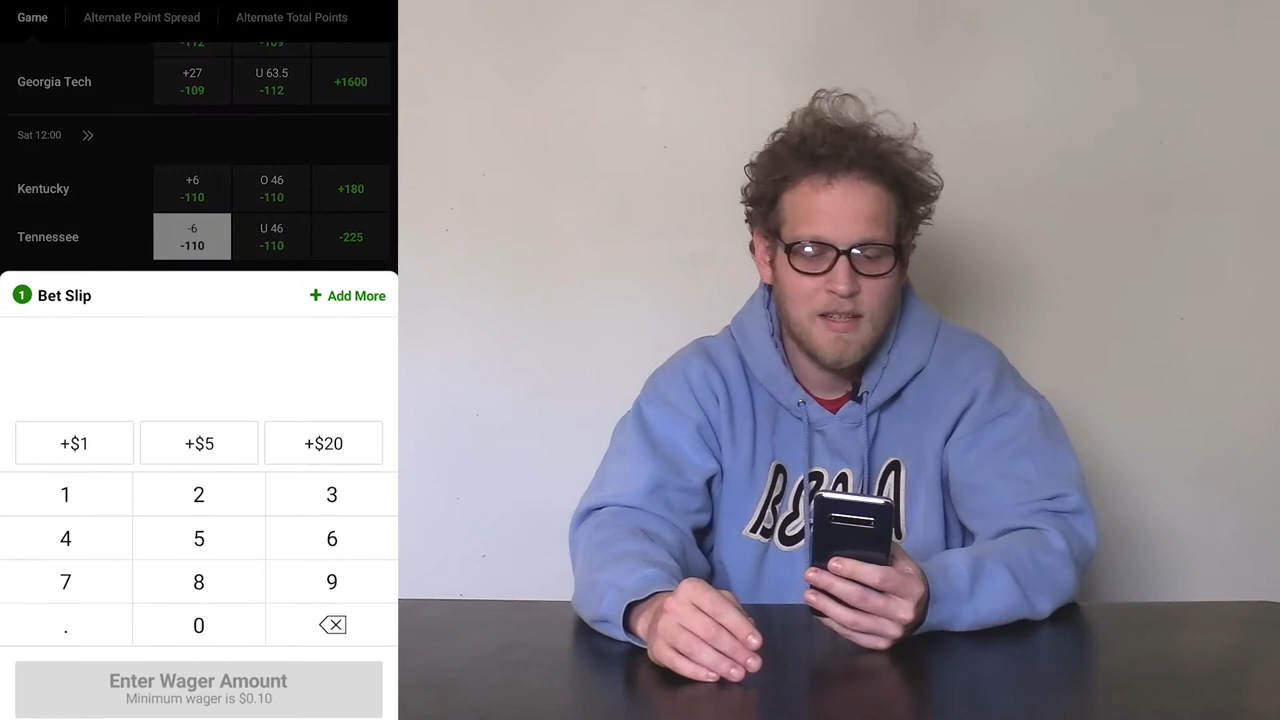 Game Alternate Point Spread Alternate Total Points
-112 -109
+27 U 63.5
Georgia Tech +1600
-109 -112
Sat 12:00
+6 O 46
Kentucky +180
-110 -110
-6 U 46
Tennessee -225
-110 -110
1 Bet Slip + Add More
+$1 +$5 +$20
1 2 3
4 5 6
7 8 9
. 0
Enter Wager Amount
Minimum wager is $0.10